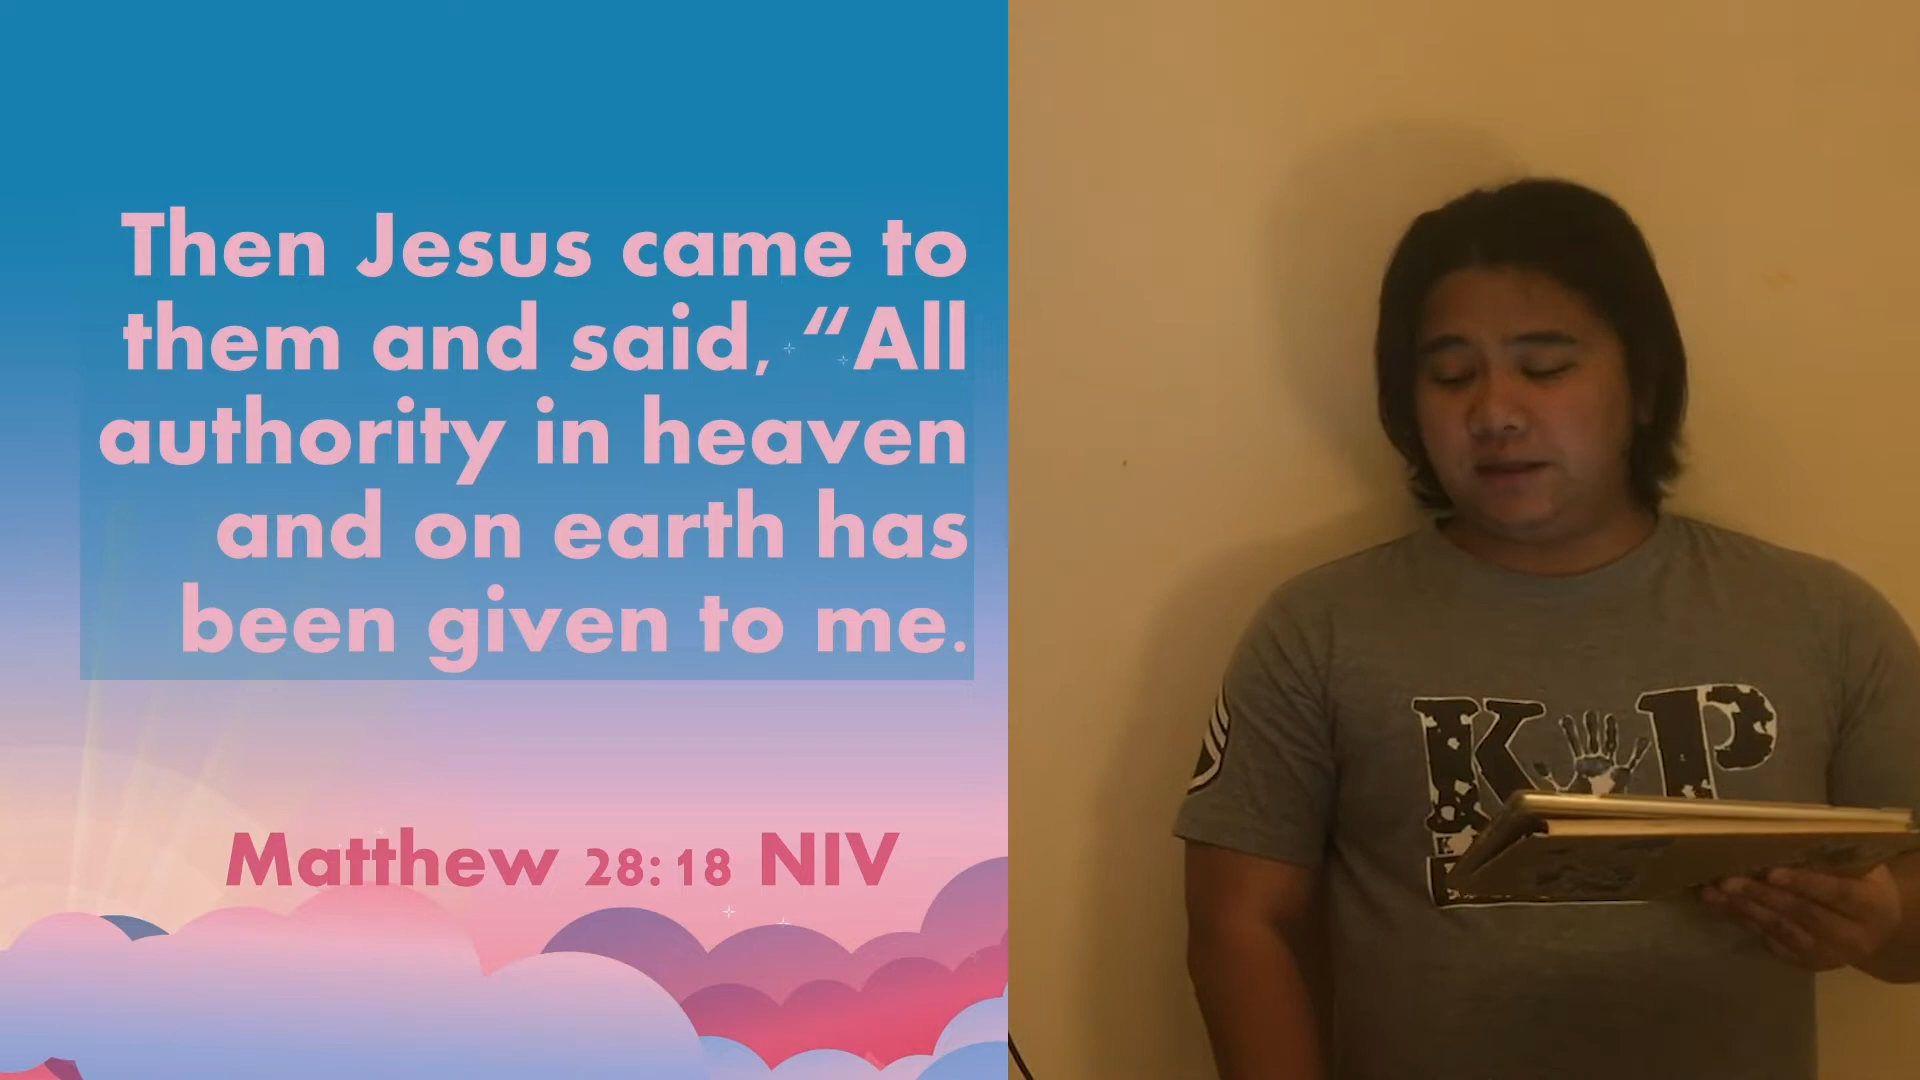 Then Jesus came to
them and said, “All
authority in heaven
and on earth has
been given to me.
Matthew 28:18 NIV
K P
K